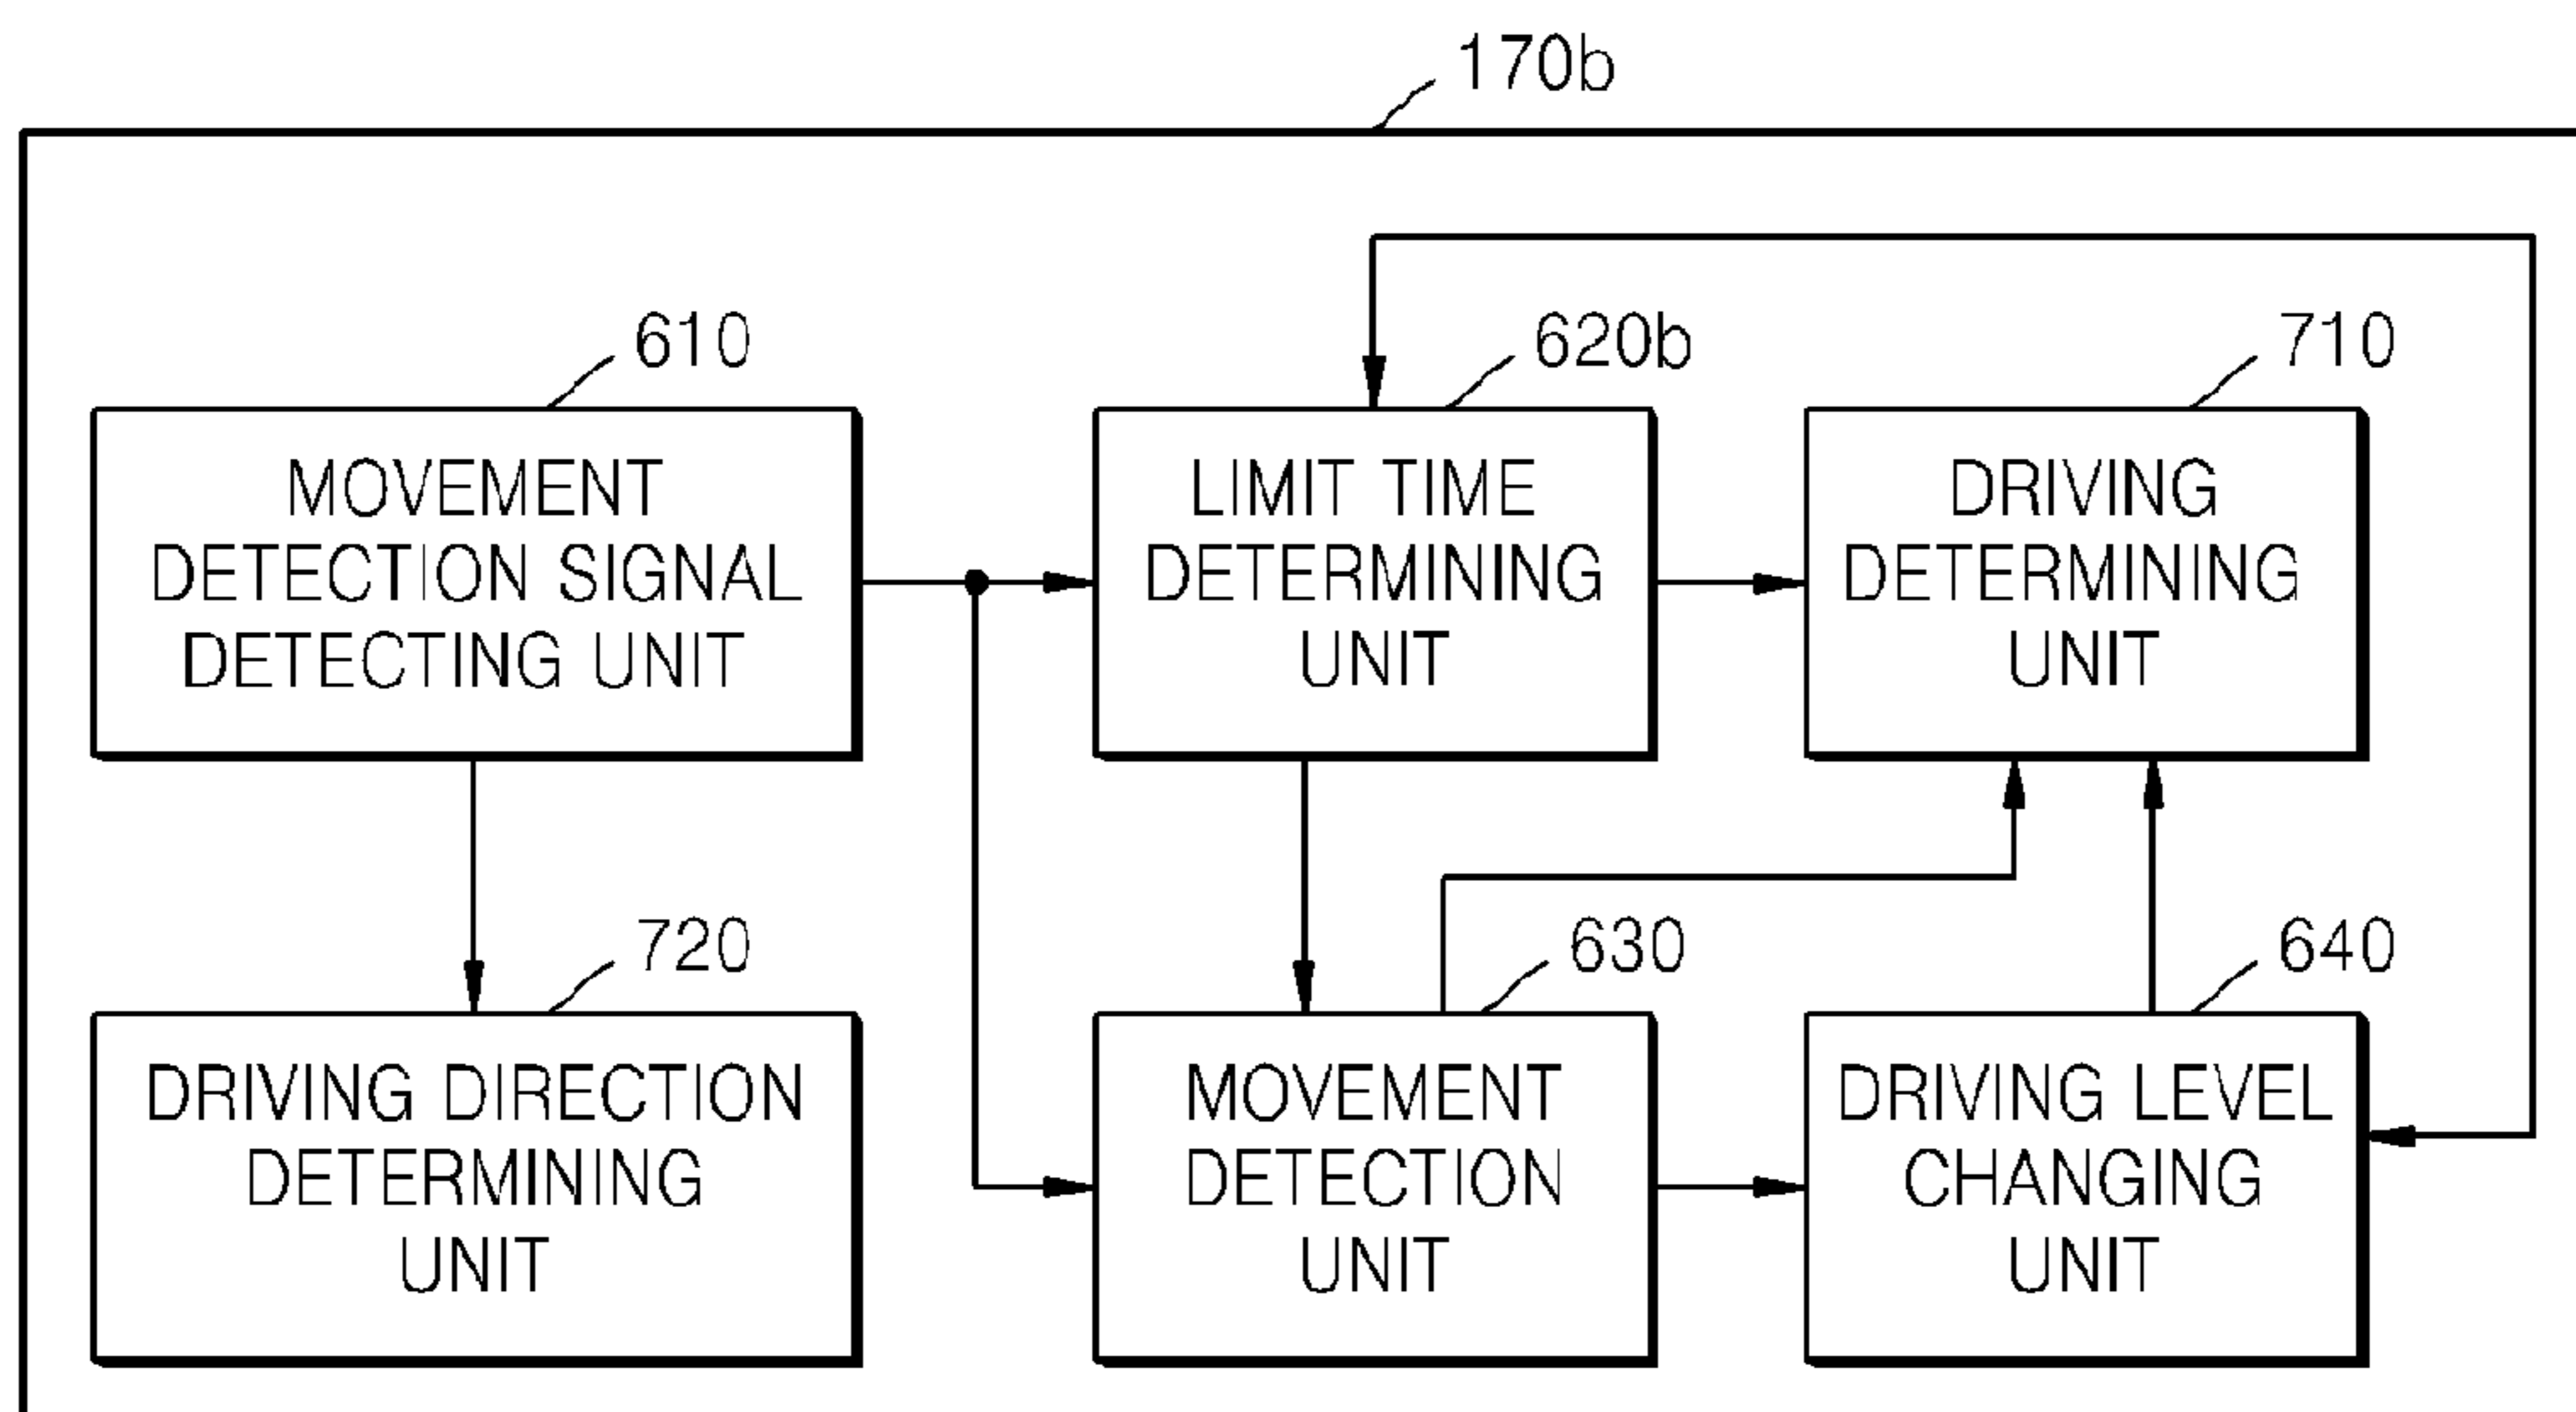 170b
610
MOVEMENT
DETECTION SIGNAL
DETECTING UNIT
620b
LIMIT TIME
DETERMINING
UNIT
710
DRIVING
DETERMINING
UNIT
720
DRIVING DIRECTION
DETERMINING
UNIT
630
MOVEMENT
DETECTION
UNIT
640
DRIVING LEVEL
CHANGING
UNIT